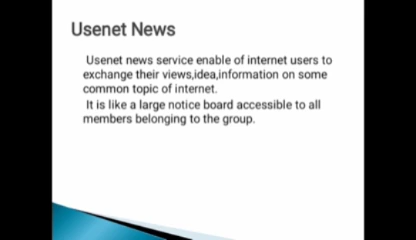 Usenet News
Usenet news service enable of internet users to
exchange their views,idea,information on some
common topic of internet.
It is like a large notice board accessible to all
members belonging to the group.